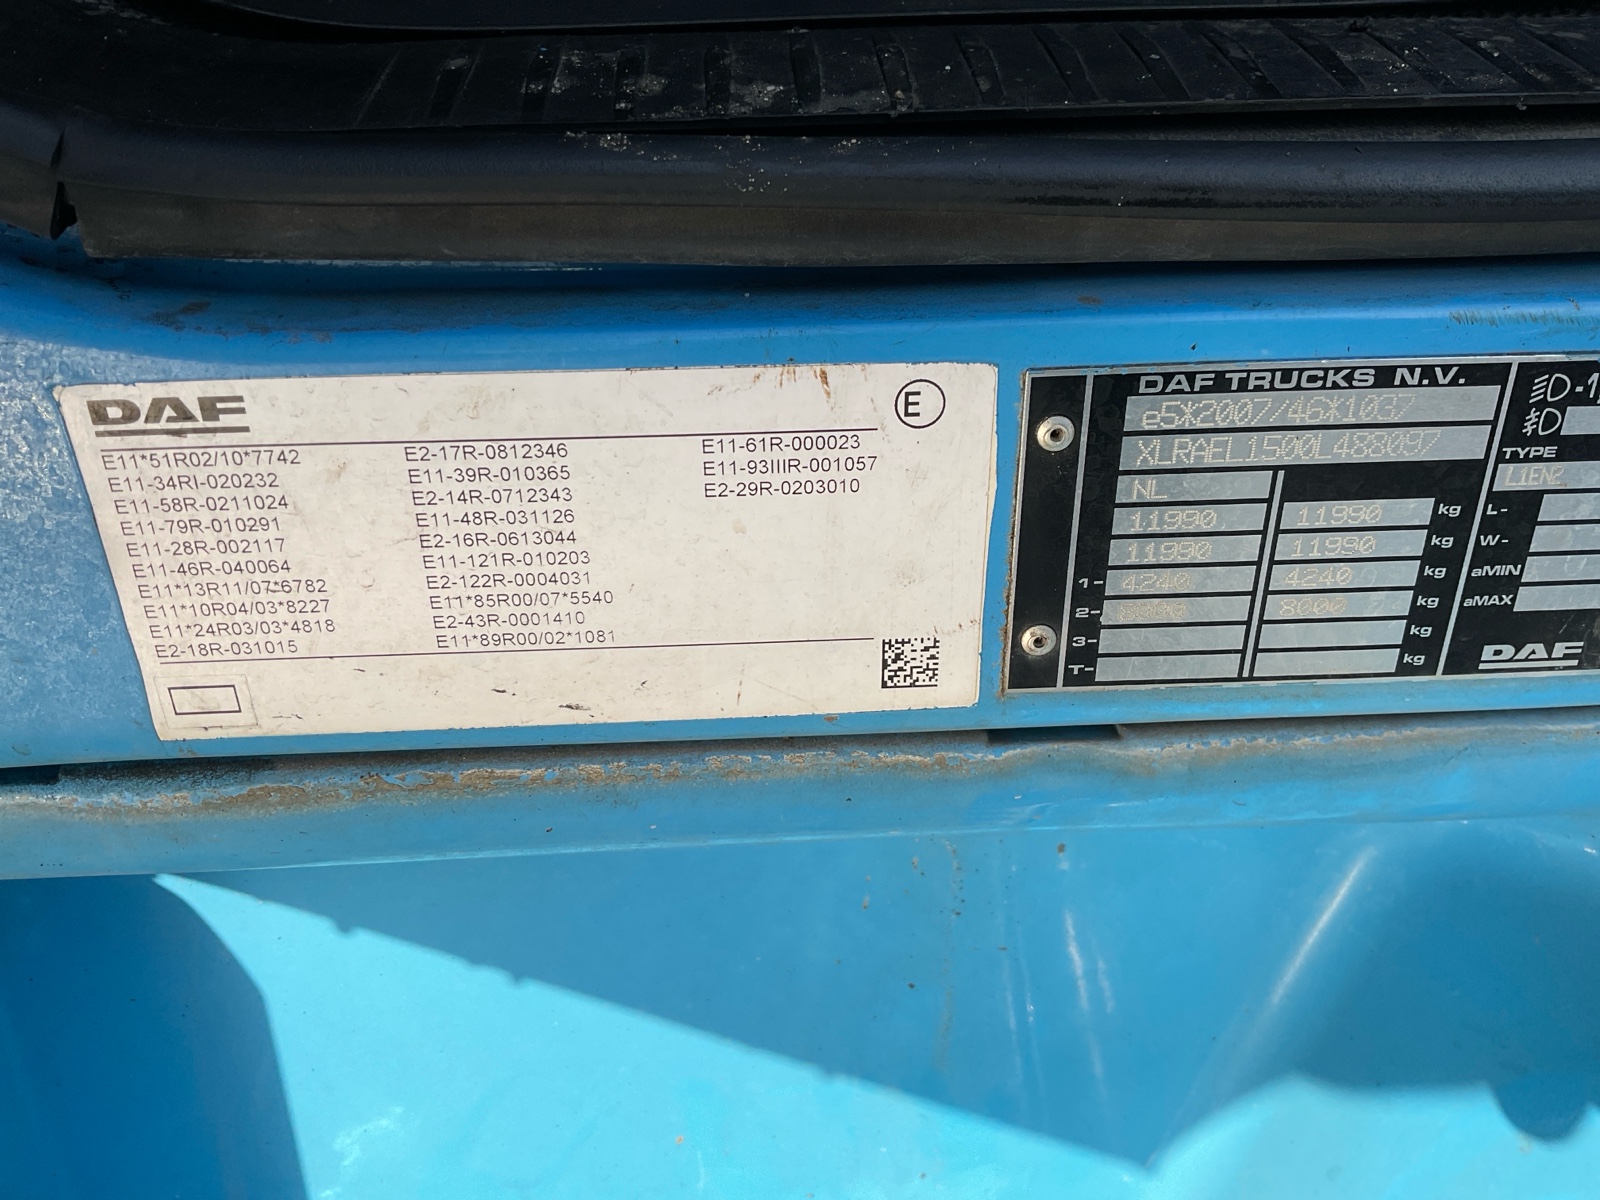 DAF
E
E11*51R02/10*7742
E11-34RI-020232
E11-58R-0211024
E11-79R-010291
E11-28R-002117
E11-46R-040064
E11*13R11/07*6782
E11*10R04/03*8227
E11*24R03/03*4818
E2-18R-031015
E2-17R-0812346
E11-39R-010365
E2-14R-0712343
E11-48R-031126
E2-16R-0613044
E11-121R-010203
E2-122R-0004031
E11*85R00/07*5540
E2-43R-0001410
E11*89R00/02*1081
E11-61R-000023
E11-93IIIR-001057
E2-29R-0203010
DAF TRUCKS N.V.
e5*2007/46*1037
XLRAEL1500L488097
NL
11990 11990 kg
11990 11990 kg
1- 4240 4240 kg
2- 8000 8000 kg
3- kg
T- kg
TYPE
L-
W-
aMIN
aMAX
DAF